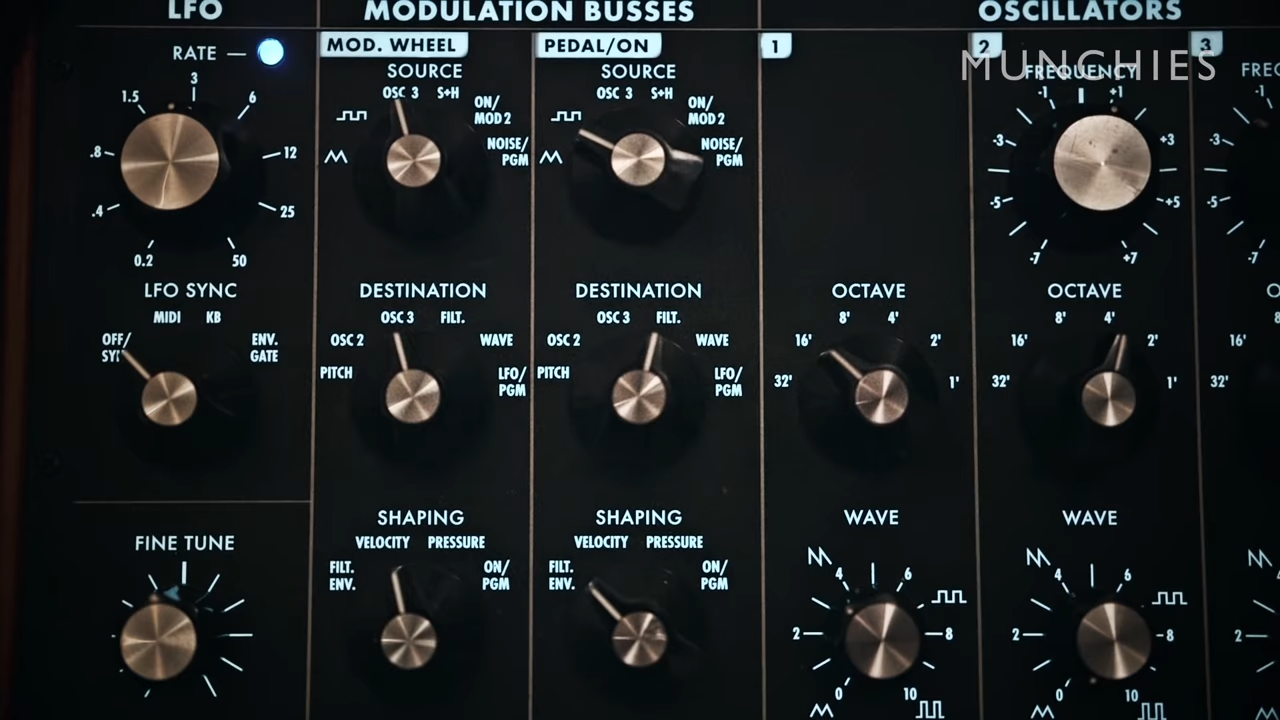 LFO
MODULATION BUSSES
OSCILLATORS
MUNCHIES
RATE
3
1.5
6
.8
12
.4
25
0.2
50
LFO SYNC
MIDI KB
OFF/
ENV.
GATE
FINE TUNE
MOD. WHEEL
SOURCE
OSC 3 S+H
ON/
MOD 2
NOISE/
PGM
DESTINATION
OSC 3 FILT.
OSC 2 WAVE
PITCH LFO/
PGM
SHAPING
VELOCITY PRESSURE
FILT.
ENV.
ON/
PGM
PEDAL/ON
SOURCE
OSC 3 S+H
ON/
MOD 2
NOISE/
PGM
DESTINATION
OSC 3 FILT.
OSC 2 WAVE
PITCH LFO/
PGM
SHAPING
VELOCITY PRESSURE
FILT.
ENV.
ON/
PGM
1
OCTAVE
8' 4'
16' 2'
32' 1'
WAVE
4 6
2 8
0 10
2
FREQUENCY
-1 +1
-3 +3
-5 +5
-7 +7
OCTAVE
8' 4'
16' 2'
32' 1'
WAVE
4 6
2 8
0 10
3
-1
-3
-5
-7
16'
32'
4
2
0